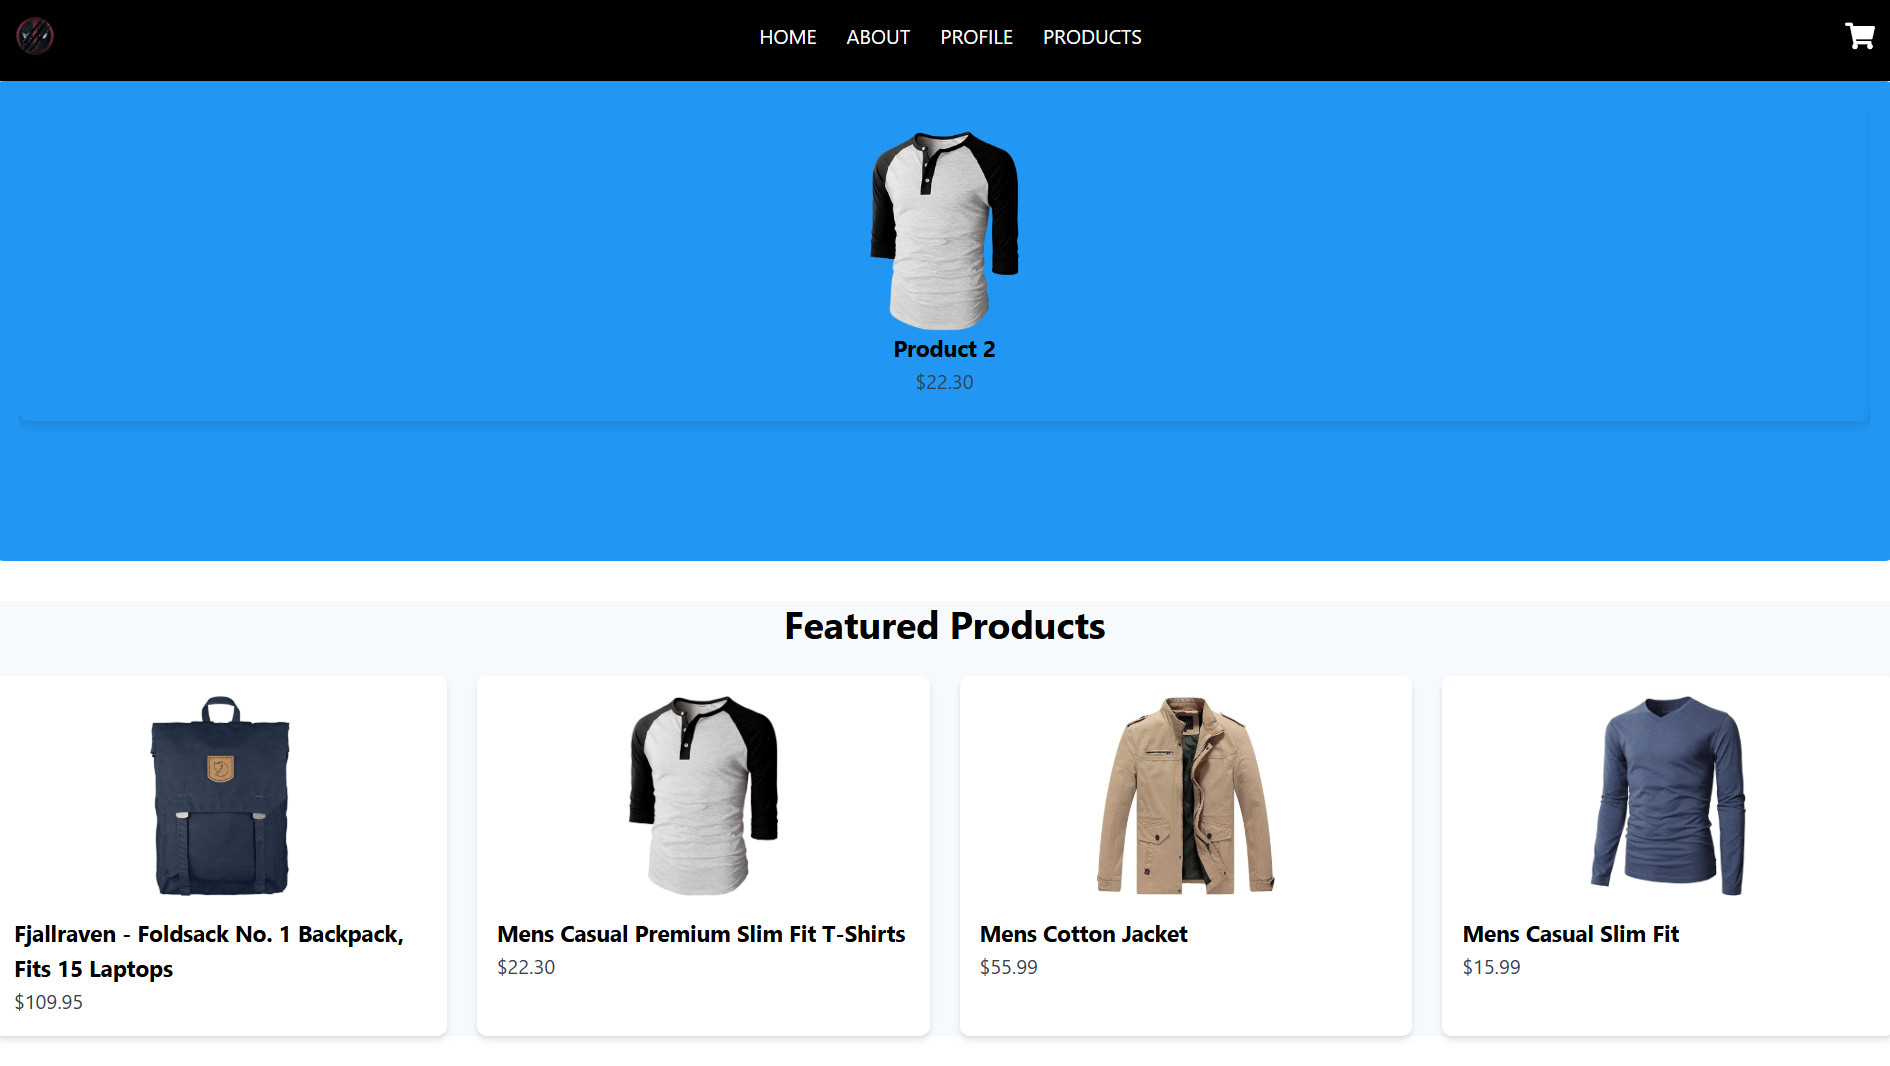 HOME ABOUT PROFILE PRODUCTS
Product 2
$22.30
Featured Products
Fjallraven - Foldsack No. 1 Backpack,
Fits 15 Laptops
$109.95
Mens Casual Premium Slim Fit T-Shirts
$22.30
Mens Cotton Jacket
$55.99
Mens Casual Slim Fit
$15.99